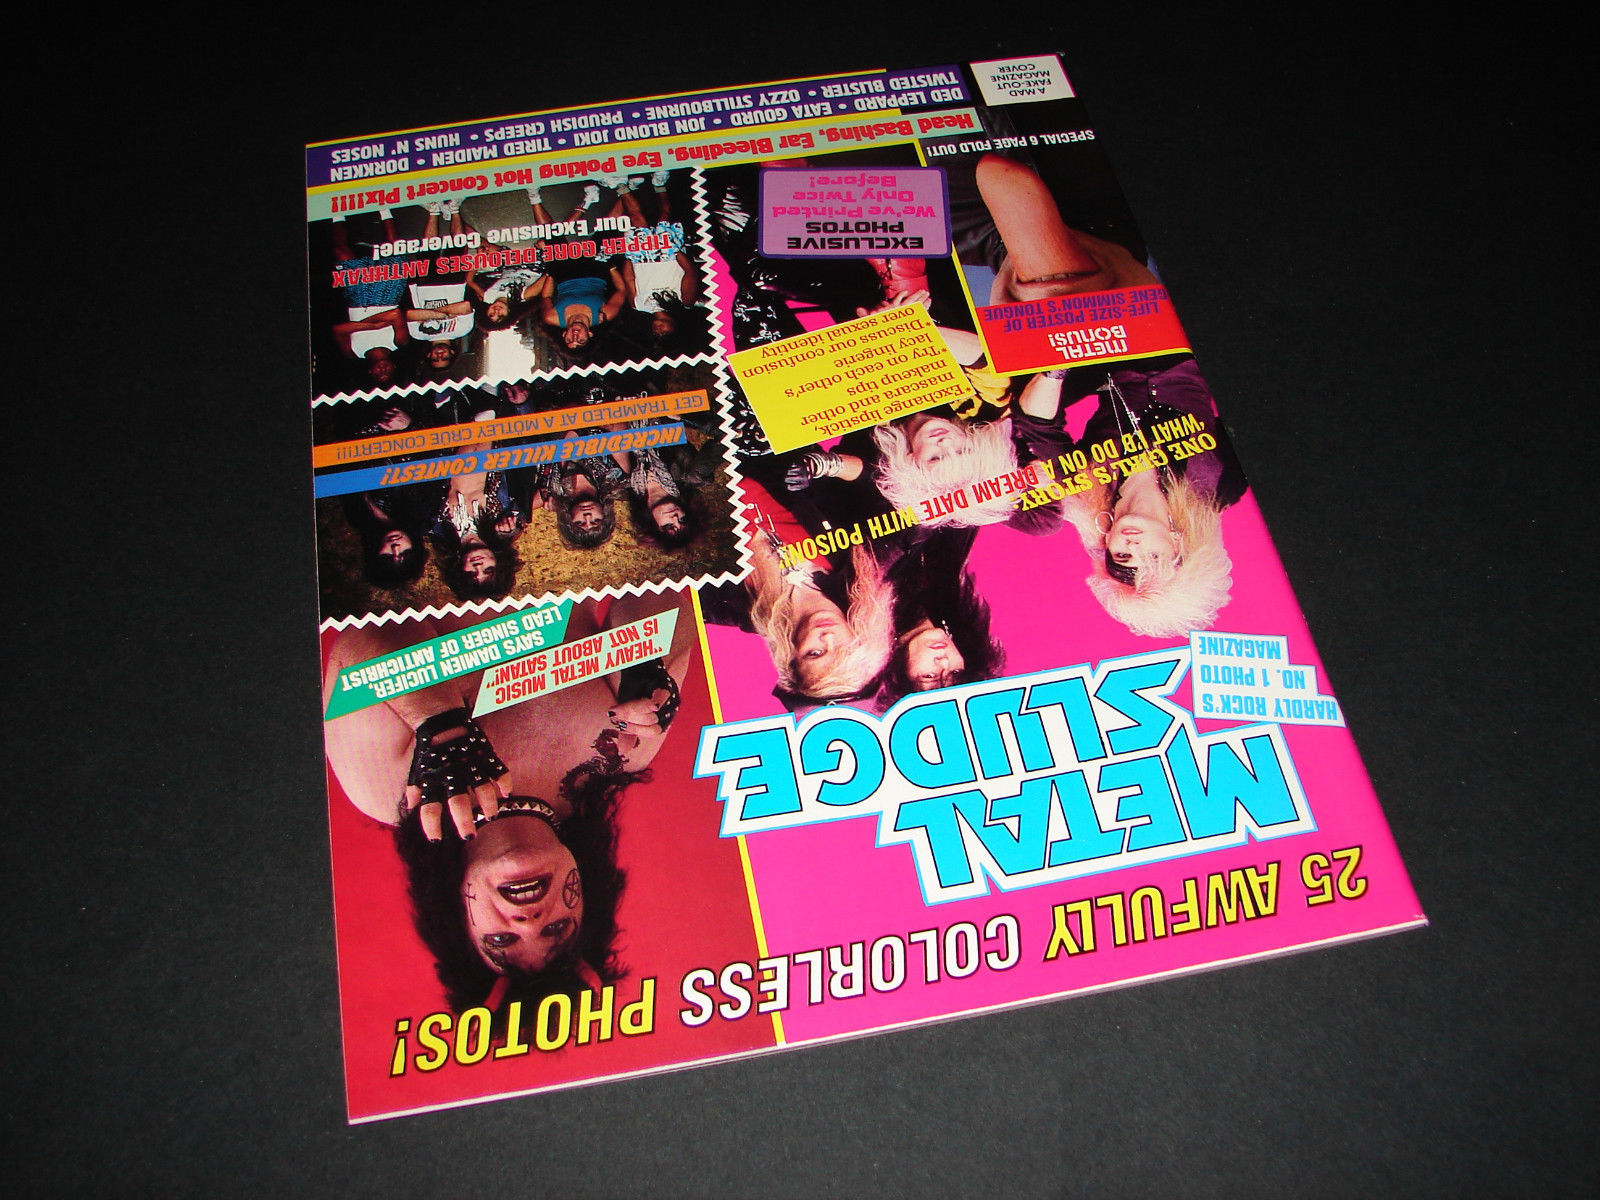 25 AWFULLY COLORLESS PHOTOS!
METAL
SLUDGE
HARDLY ROCK'S
NO. 1 PHOTO
MAGAZINE
"HEAVY METAL MUSIC
IS NOT ABOUT SATAN!"
SAYS DAMIEN LUCIFER,
LEAD SINGER OF ANTICHRIST
ONE GIRL'S STORY:
"WHAT I'D DO ON A DREAM DATE WITH POISON!"
*Exchange lipstick,
mascara and other
makeup tips
*Try on each other's
lacy lingerie
*Discuss our confusion
over sexual identity
INCREDIBLE KILLER CONTEST!
GET TRAMPLED AT A MÖTLEY CRÜE CONCERT!!!
METAL
BONUS!
LIFE-SIZE POSTER OF
GENE SIMMON'S TONGUE
SPECIAL 6 PAGE FOLD OUT!
EXCLUSIVE
PHOTOS
We've Printed
Only Twice
Before!
TIPPER GORE DELOUSES ANTHRAX
Our Exclusive Coverage!
Head Bashing, Ear Bleeding, Eye Poking Hot Concert Pix!!!!
DED LEPPARD • EATA GOURD • JON BLOND JOKI • TIRED MAIDEN • DORKKEN
TWISTED BLISTER • OZZY STILLBOURNE • PRUDISH CREEPS • HUNS N' NOSES
A MAD
FAKE-OUT
MAGAZINE
COVER